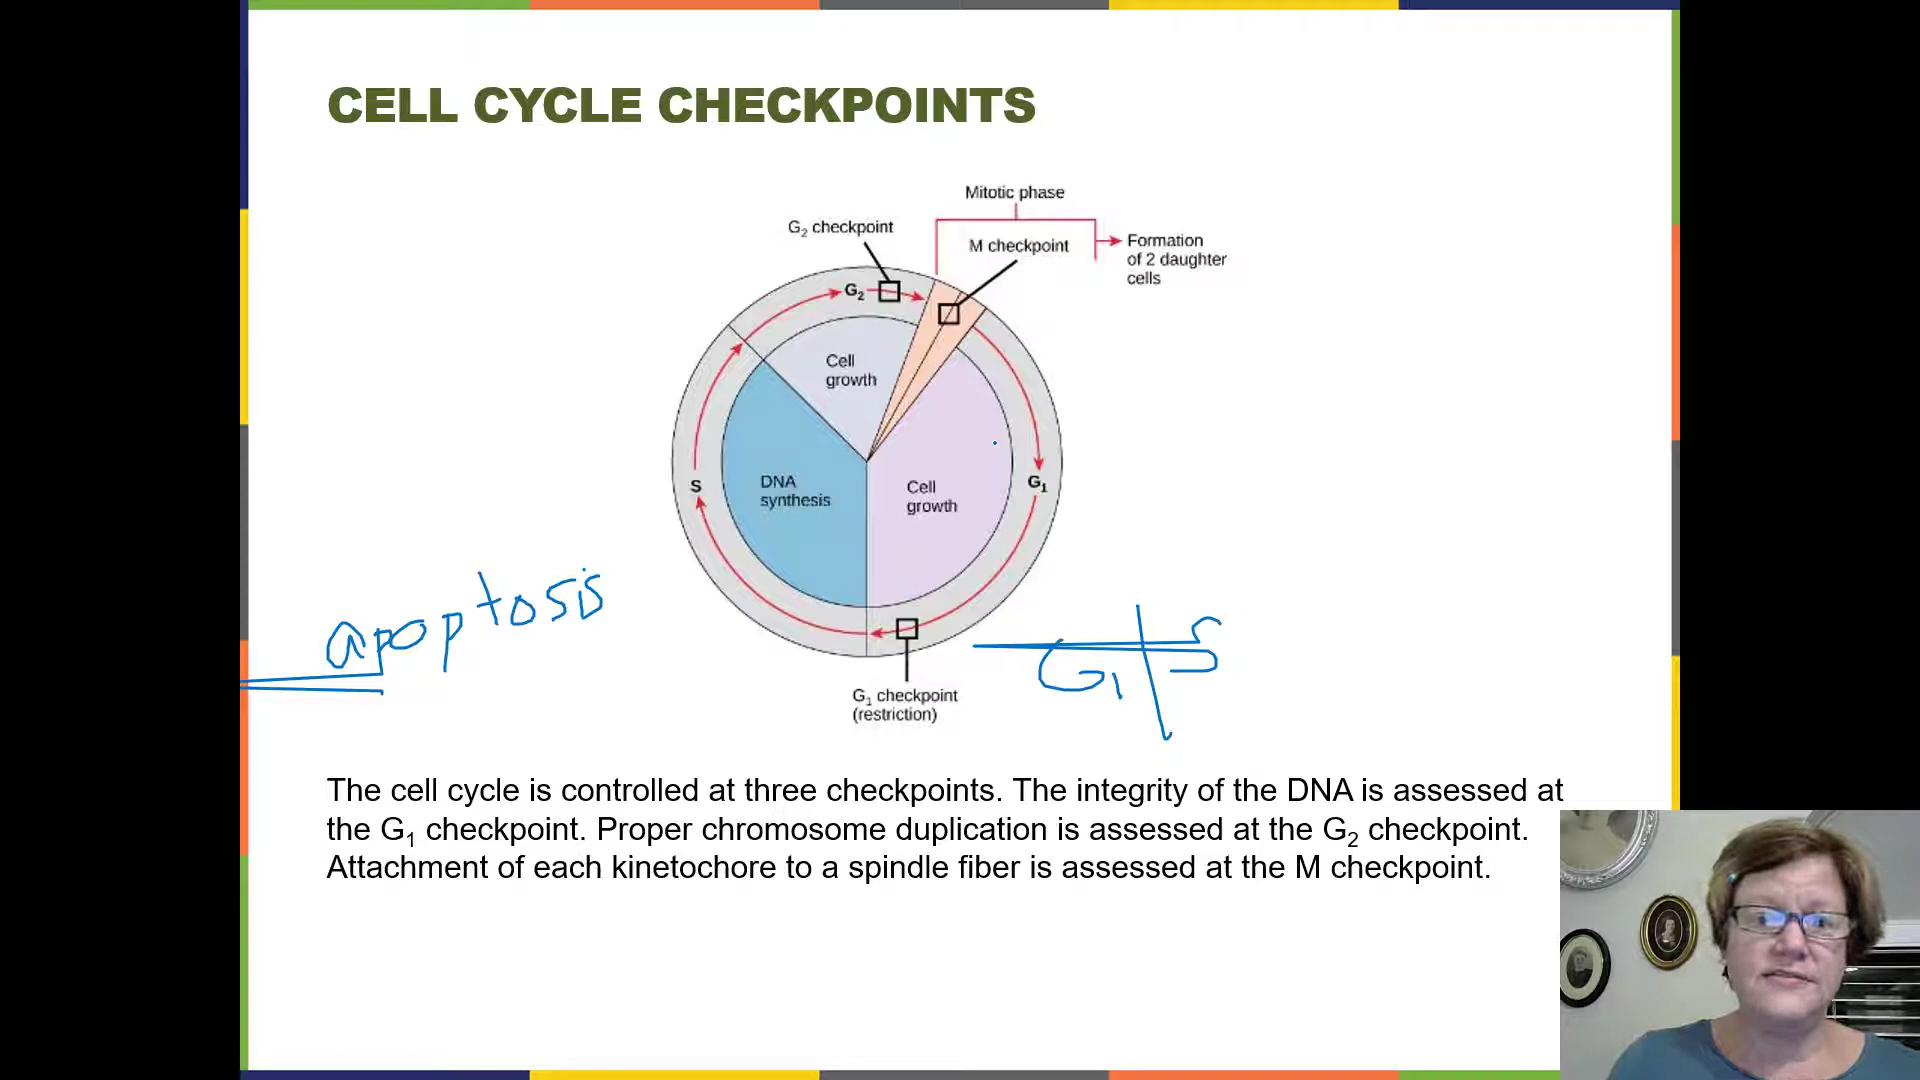 CELL CYCLE CHECKPOINTS
Mitotic phase
G₂ checkpoint
M checkpoint
Formation
of 2 daughter
cells
G₂
Cell
growth
S
DNA
synthesis
Cell
growth
G₁
apoptosis
G₁ S
G₁ checkpoint
(restriction)
The cell cycle is controlled at three checkpoints. The integrity of the DNA is assessed at
the G₁ checkpoint. Proper chromosome duplication is assessed at the G₂ checkpoint.
Attachment of each kinetochore to a spindle fiber is assessed at the M checkpoint.